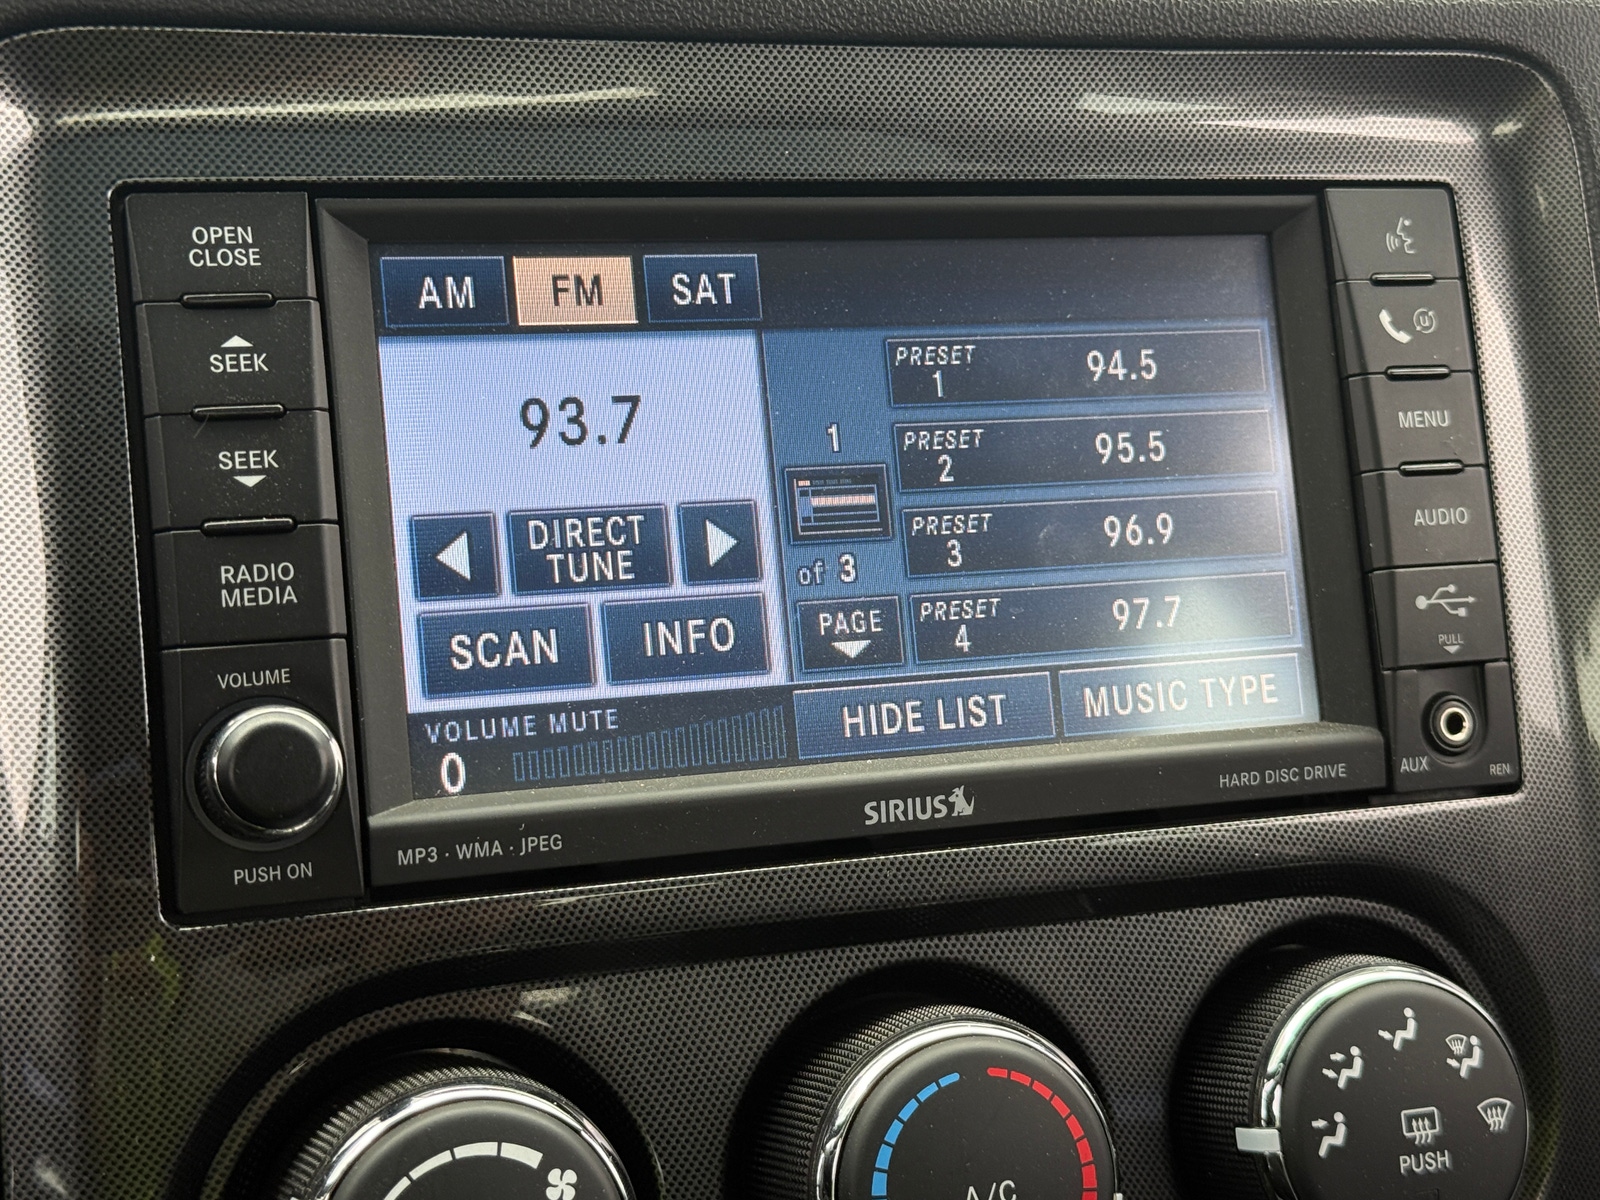 OPEN
CLOSE
SEEK
SEEK
RADIO
MEDIA
VOLUME
PUSH ON
AM FM SAT
93.7
DIRECT
TUNE
SCAN INFO
VOLUME MUTE
0
1
of 3
PAGE
PRESET
1 94.5
PRESET
2 95.5
PRESET
3 96.9
PRESET
4 97.7
HIDE LIST MUSIC TYPE
MP3 · WMA · JPEG
SIRIUS
HARD DISC DRIVE
MENU
AUDIO
PULL
AUX
REN
A/C
PUSH